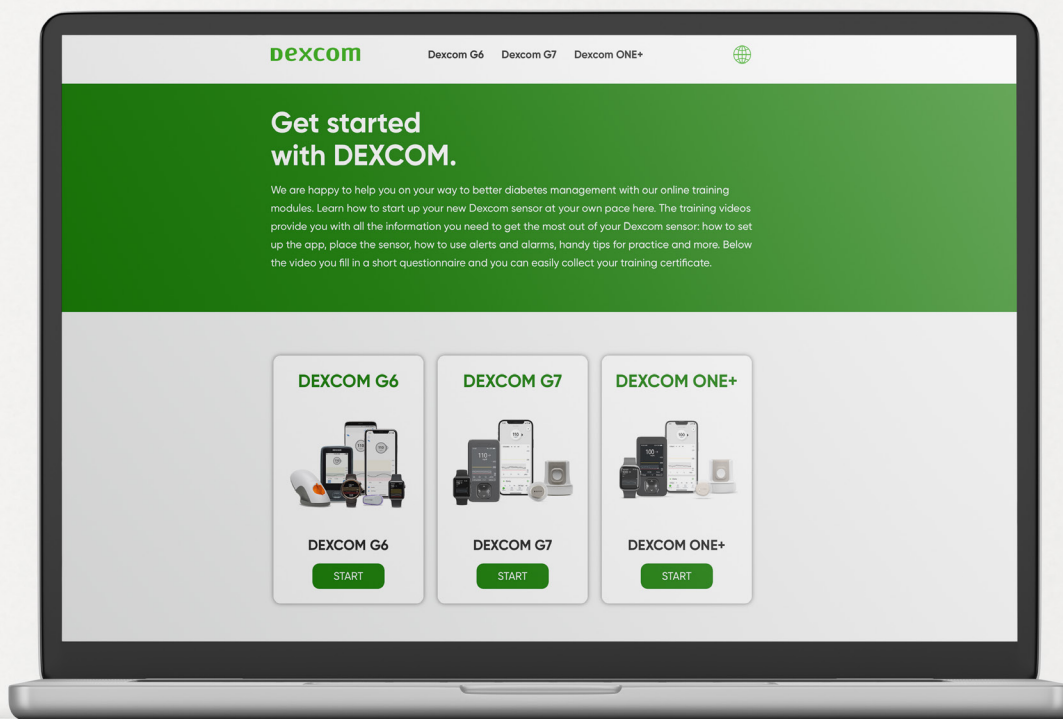 Dexcom
Dexcom G6 Dexcom G7 Dexcom ONE+
Get started
with DEXCOM.
We are happy to help you on your way to better diabetes management with our online training
modules. Learn how to start up your new Dexcom sensor at your own pace here. The training videos
provide you with all the information you need to get the most out of your Dexcom sensor: how to set
up the app, place the sensor, how to use alerts and alarms, handy tips for practice and more. Below
the video you fill in a short questionnaire and you can easily collect your training certificate.
DEXCOM G6
DEXCOM G7
DEXCOM ONE+
110
100
110
100
110
DEXCOM G6
START
DEXCOM G7
START
DEXCOM ONE+
START